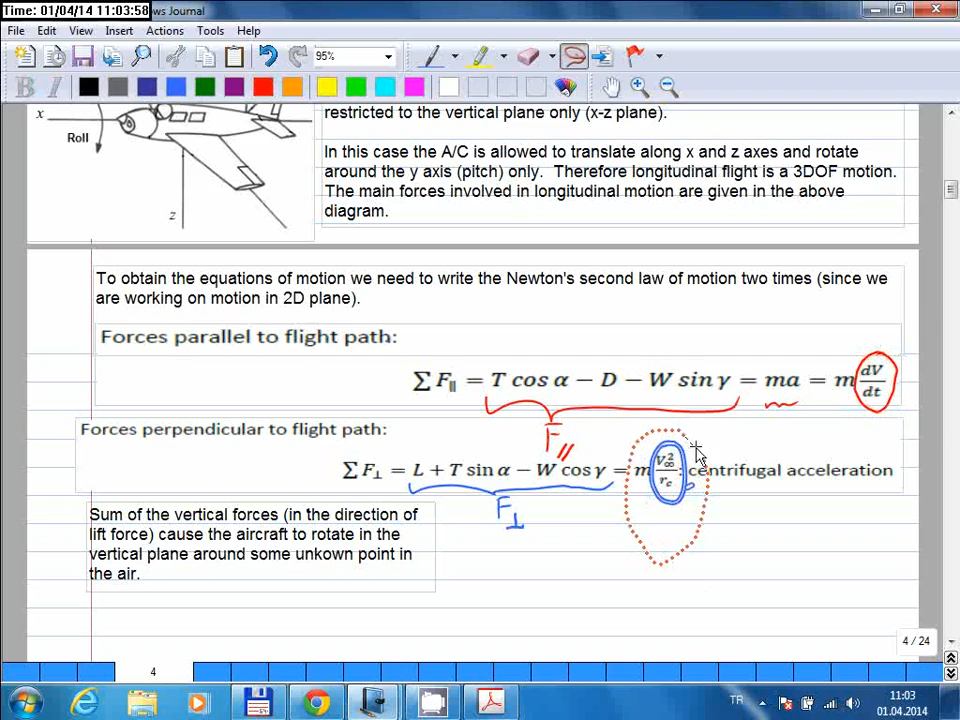 Time: 01/04/14 11:03:58
ows Journal
File Edit View Insert Actions Tools Help
95%
B I
x
Roll
z
restricted to the vertical plane only (x-z plane).
In this case the A/C is allowed to translate along x and z axes and rotate
around the y axis (pitch) only. Therefore longitudinal flight is a 3DOF motion.
The main forces involved in longitudinal motion are given in the above
diagram.
To obtain the equations of motion we need to write the Newton's second law of motion two times (since we
are working on motion in 2D plane).
Forces parallel to flight path:
∑ F∥ = T cos α − D − W sin γ = ma = m dV/dt
F //
Forces perpendicular to flight path:
∑ F⊥ = L + T sin α − W cos γ = m V∞²/r_c : centrifugal acceleration
F⊥
Sum of the vertical forces (in the direction of
lift force) cause the aircraft to rotate in the
vertical plane around some unkown point in
the air.
4 / 24
4
TR
11:03
01.04.2014